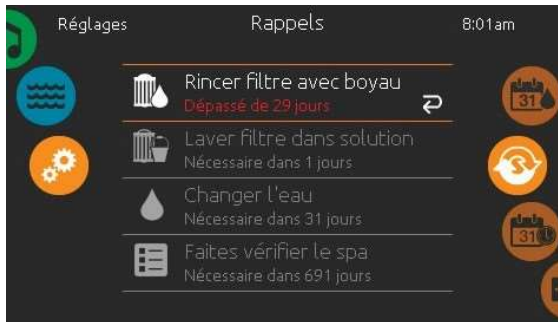 Réglages
Rappels
8:01am
Rincer filtre avec boyau
Dépassé de 29 jours
31
Laver filtre dans solution
Nécessaire dans 1 jours
Changer l'eau
Nécessaire dans 31 jours
31
Faites vérifier le spa
Nécessaire dans 691 jours